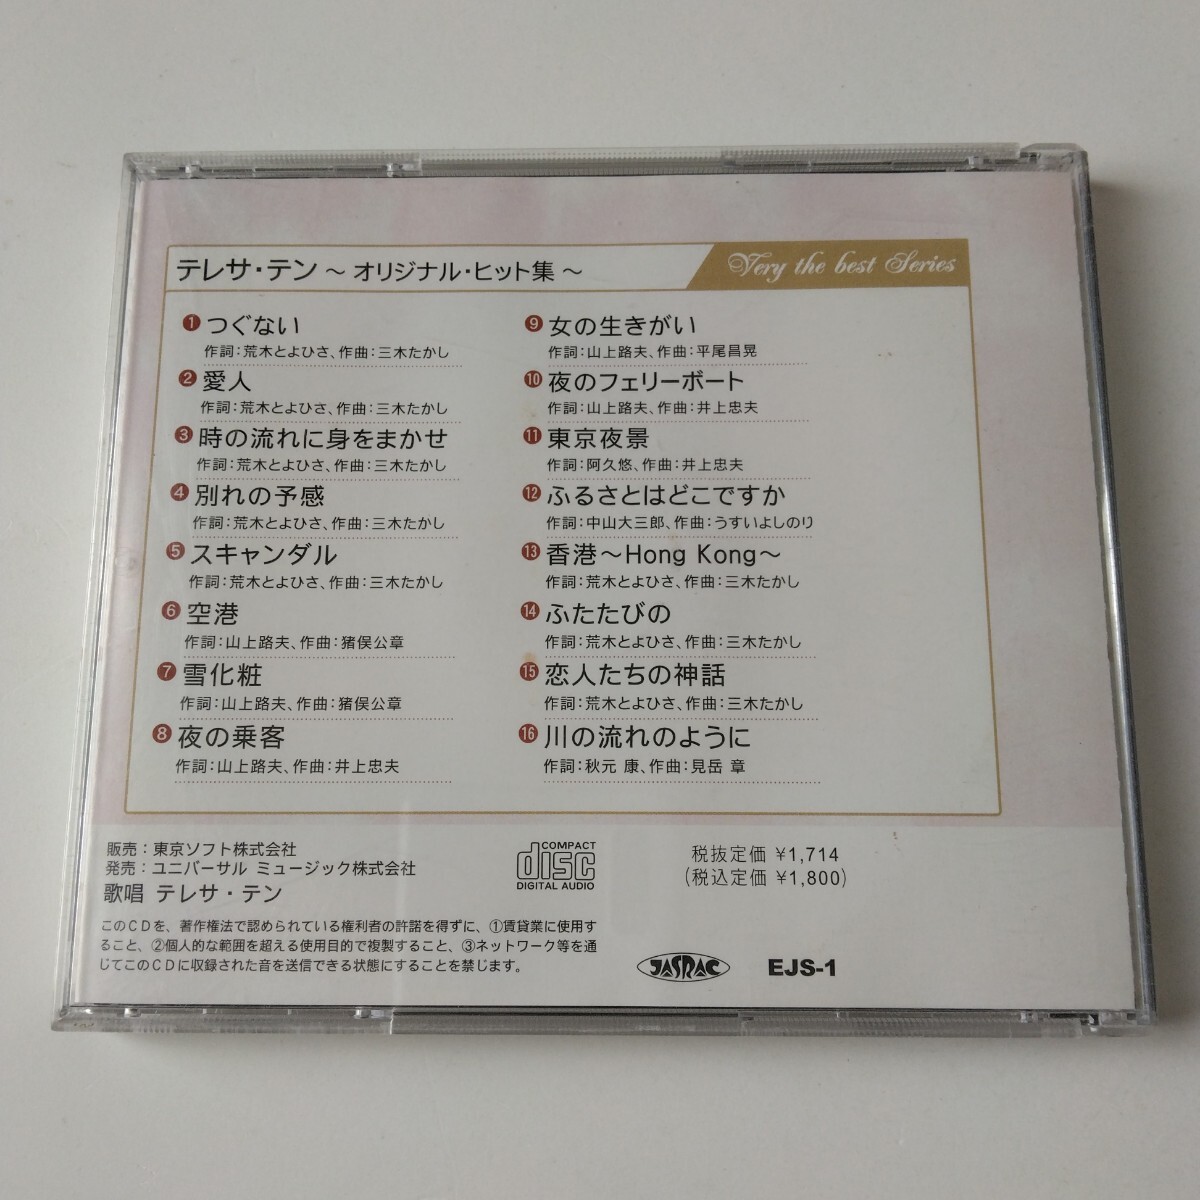 テレサ・テン ～ オリジナル・ヒット集 ～
Very the best Series
1 つぐない
作詞：荒木とよひさ、作曲：三木たかし
2 愛人
作詞：荒木とよひさ、作曲：三木たかし
3 時の流れに身をまかせ
作詞：荒木とよひさ、作曲：三木たかし
4 別れの予感
作詞：荒木とよひさ、作曲：三木たかし
5 スキャンダル
作詞：荒木とよひさ、作曲：三木たかし
6 空港
作詞：山上路夫、作曲：猪俣公章
7 雪化粧
作詞：山上路夫、作曲：猪俣公章
8 夜の乗客
作詞：山上路夫、作曲：井上忠夫
9 女の生きがい
作詞：山上路夫、作曲：平尾昌晃
10 夜のフェリーボート
作詞：山上路夫、作曲：井上忠夫
11 東京夜景
作詞：阿久悠、作曲：井上忠夫
12 ふるさとはどこですか
作詞：中山大三郎、作曲：うすいよしのり
13 香港～Hong Kong～
作詞：荒木とよひさ、作曲：三木たかし
14 ふたたびの
作詞：荒木とよひさ、作曲：三木たかし
15 恋人たちの神話
作詞：荒木とよひさ、作曲：三木たかし
16 川の流れのように
作詞：秋元 康、作曲：見岳 章
販売：東京ソフト株式会社
発売：ユニバーサル ミュージック株式会社
歌唱 テレサ・テン
COMPACT
disc
DIGITAL AUDIO
税抜定価 ¥1,714
(税込定価 ¥1,800)
このCDを、著作権法で認められている権利者の許諾を得ずに、①賃貸業に使用す
ること、②個人的な範囲を超える使用目的で複製すること、③ネットワーク等を通
じてこのCDに収録された音を送信できる状態にすることを禁じます。
JASRAC
EJS-1